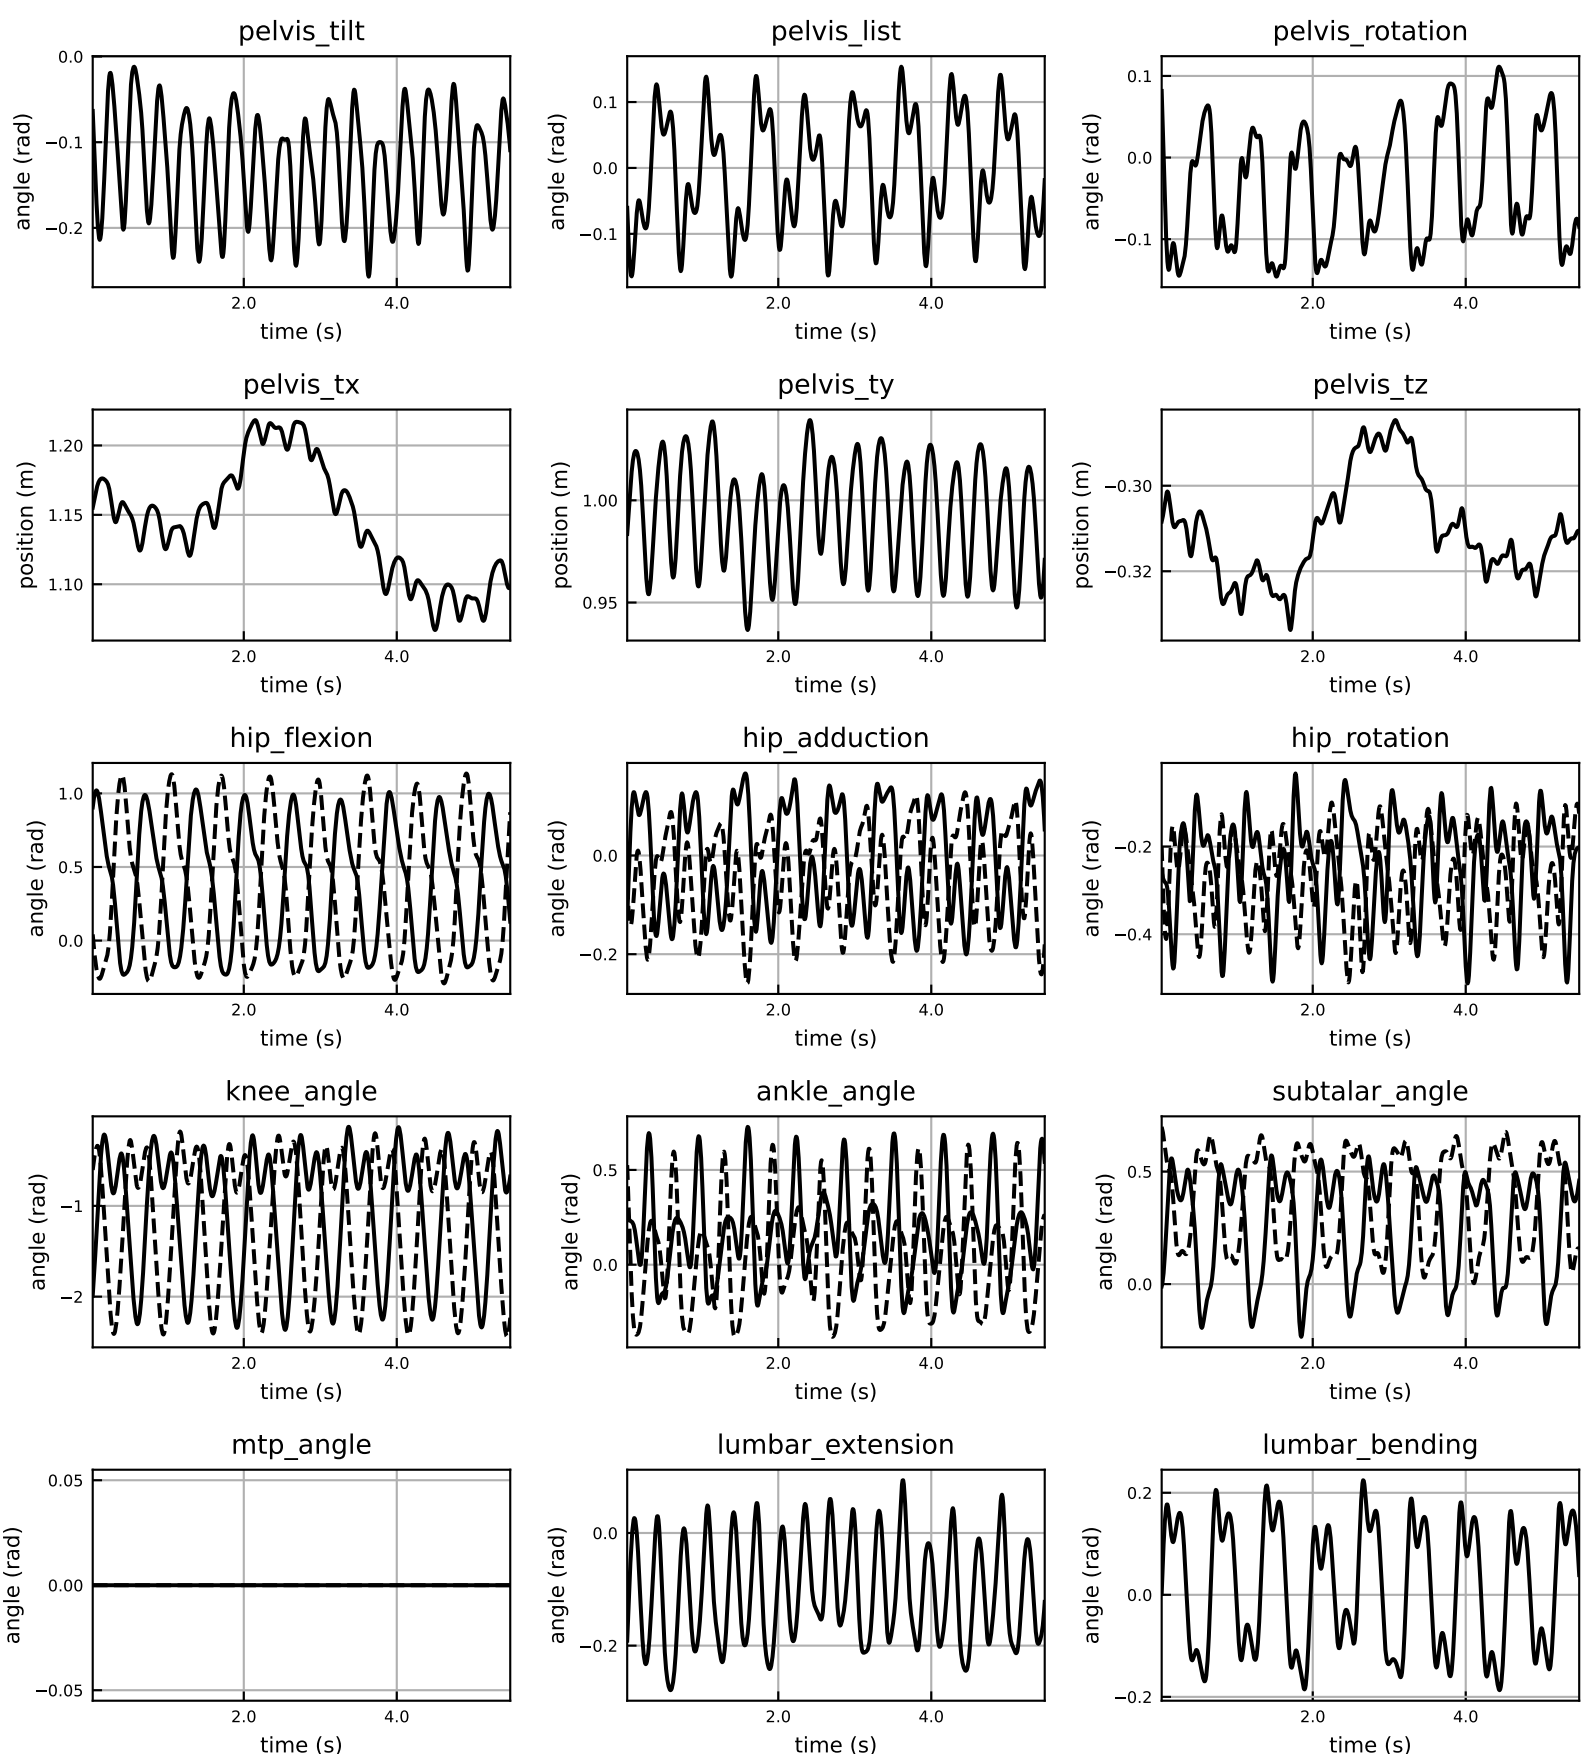 pelvis_tilt
angle (rad)
0.0
−0.1
−0.2
2.0 4.0
time (s)
pelvis_list
angle (rad)
0.1
0.0
−0.1
2.0 4.0
time (s)
pelvis_rotation
angle (rad)
0.1
0.0
−0.1
2.0 4.0
time (s)
pelvis_tx
position (m)
1.20
1.15
1.10
2.0 4.0
time (s)
pelvis_ty
position (m)
1.00
0.95
2.0 4.0
time (s)
pelvis_tz
position (m)
−0.30
−0.32
2.0 4.0
time (s)
hip_flexion
angle (rad)
1.0
0.5
0.0
2.0 4.0
time (s)
hip_adduction
angle (rad)
0.0
−0.2
2.0 4.0
time (s)
hip_rotation
angle (rad)
−0.2
−0.4
2.0 4.0
time (s)
knee_angle
angle (rad)
−1
−2
2.0 4.0
time (s)
ankle_angle
angle (rad)
0.5
0.0
2.0 4.0
time (s)
subtalar_angle
angle (rad)
0.5
0.0
2.0 4.0
time (s)
mtp_angle
angle (rad)
0.05
0.00
−0.05
2.0 4.0
time (s)
lumbar_extension
angle (rad)
0.0
−0.2
2.0 4.0
time (s)
lumbar_bending
angle (rad)
0.2
0.0
−0.2
2.0 4.0
time (s)